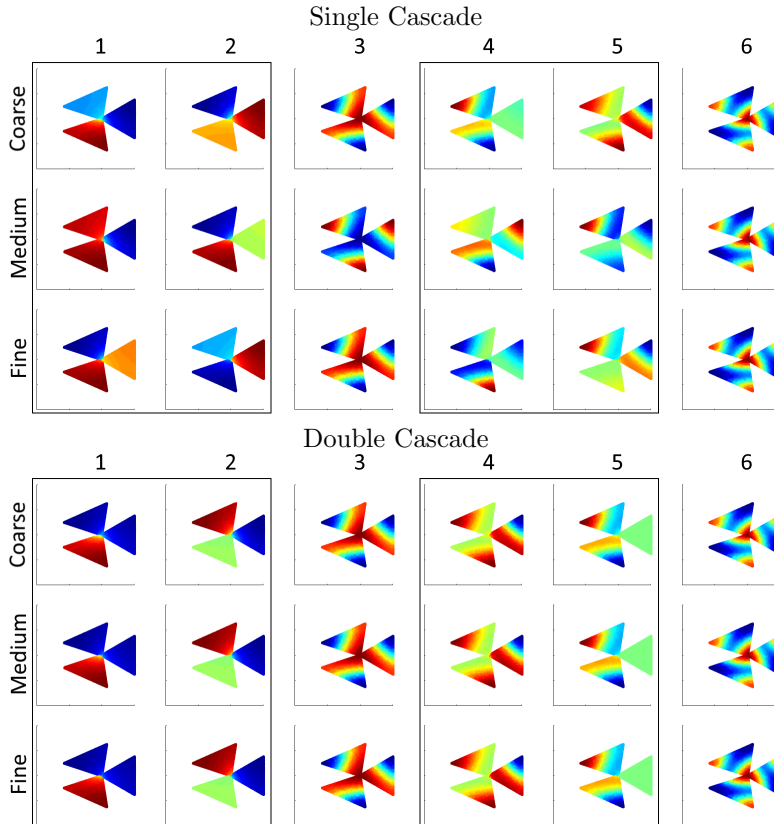 Single Cascade
1 2 3 4 5 6
Coarse
Medium
Fine
Double Cascade
1 2 3 4 5 6
Coarse
Medium
Fine